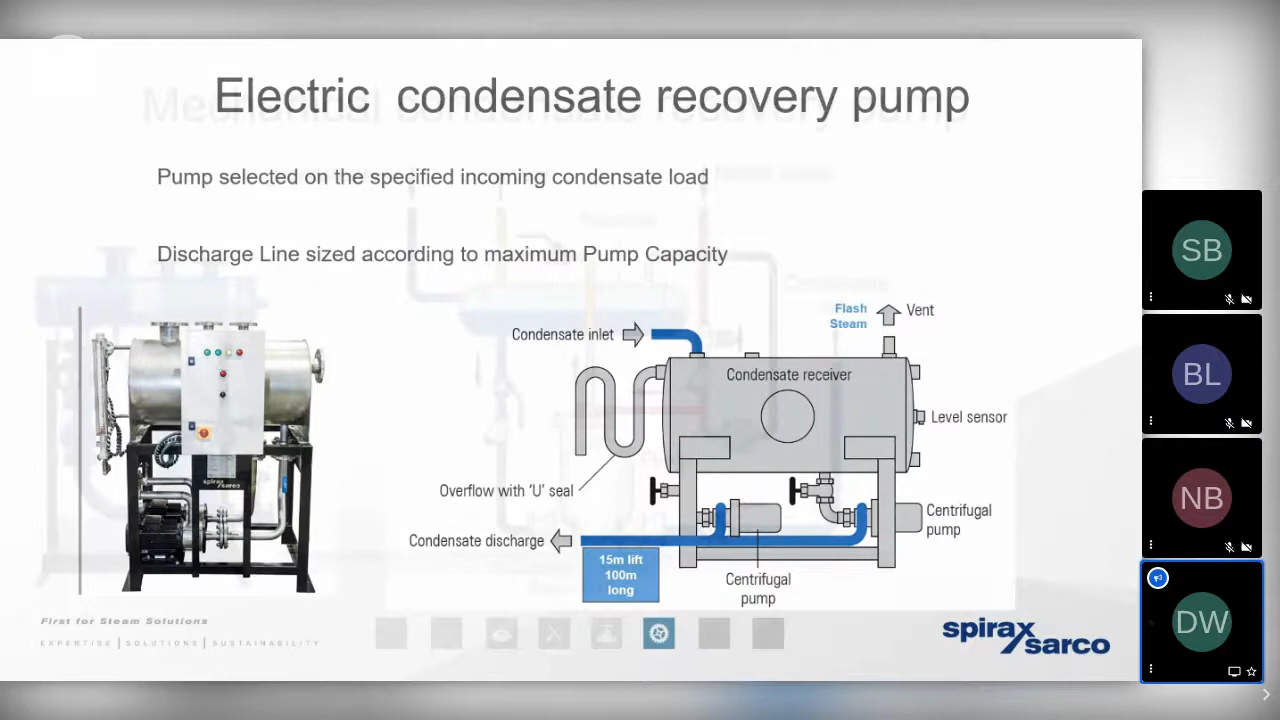 Electric condensate recovery pump
Pump selected on the specified incoming condensate load
Discharge Line sized according to maximum Pump Capacity
Flash
Steam
Vent
Condensate inlet
Condensate receiver
Level sensor
Overflow with ‘U’ seal
Centrifugal
pump
Condensate discharge
15m lift
100m
long
Centrifugal
pump
spirax
sarco
First for Steam Solutions
EXPERTISE | SOLUTIONS | SUSTAINABILITY
spirax
sarco
SB
BL
NB
DW